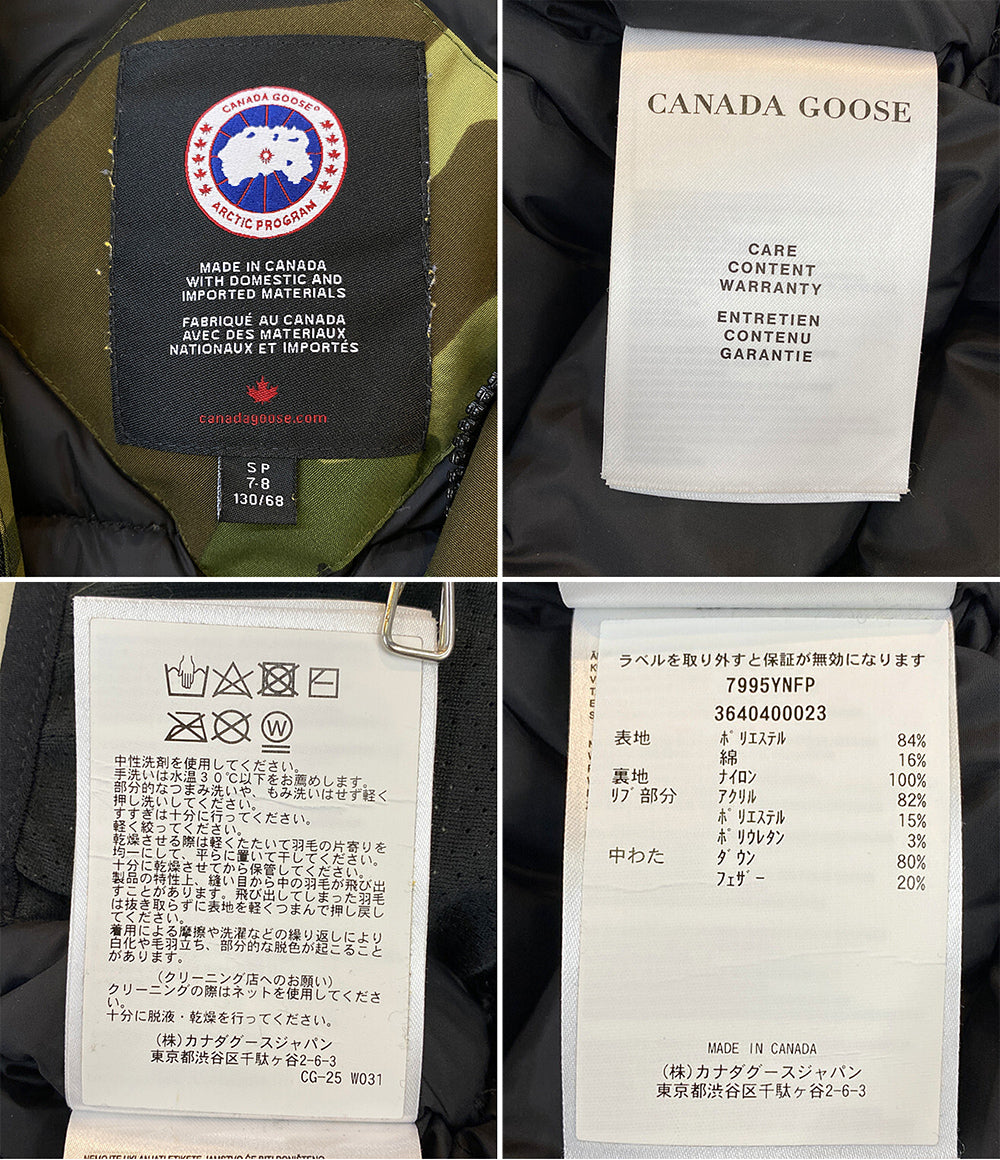 CANADA GOOSE®
ARCTIC PROGRAM
MADE IN CANADA
WITH DOMESTIC AND
IMPORTED MATERIALS
FABRIQUÉ AU CANADA
AVEC DES MATERIAUX
NATIONAUX ET IMPORTÉS
canadagoose.com
SP
7-8
130/68
CANADA GOOSE
CARE
CONTENT
WARRANTY
ENTRETIEN
CONTENU
GARANTIE
W
中性洗剤を使用してください。
手洗いは水温30℃以下をお薦めします。
部分的なつまみ洗いや、もみ洗いはせず軽く
押し洗いしてください。
すすぎは十分に行ってください。
軽く絞ってください。
乾燥させる際は軽くたたいて羽毛の片寄りを
均一にして、平らに置いて干してください。
十分に乾燥させてから保管してください。
製品の特性上、縫い目から中の羽毛が飛び出
すことがあります。飛び出してしまった羽毛
は抜き取らずに表地を軽くつまんで押し戻し
てください。
着用による摩擦や洗濯などの繰り返しにより
白化や毛羽立ち、部分的な脱色が起こること
があります。
(クリーニング店へのお願い)
クリーニングの際はネットを使用してくださ
い。
十分に脱液・乾燥を行ってください。
(株)カナダグースジャパン
東京都渋谷区千駄ヶ谷2-6-3
CG-25 W031
ラベルを取り外すと保証が無効になります
7995YNFP
3640400023
表地 ﾎﾟﾘｴｽﾃﾙ 84%
綿 16%
裏地 ﾅｲﾛﾝ 100%
ﾘﾌﾞ部分 ｱｸﾘﾙ 82%
ﾎﾟﾘｴｽﾃﾙ 15%
ﾎﾟﾘｳﾚﾀﾝ 3%
中わた ﾀﾞｳﾝ 80%
ﾌｪｻﾞｰ 20%
MADE IN CANADA
(株)カナダグースジャパン
東京都渋谷区千駄ヶ谷2-6-3